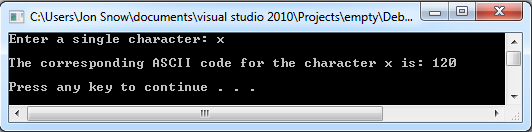 C:\Users\Jon Snow\documents\visual studio 2010\Projects\empty\Deb...
Enter a single character: x
The corresponding ASCII code for the character x is: 120
Press any key to continue . . .